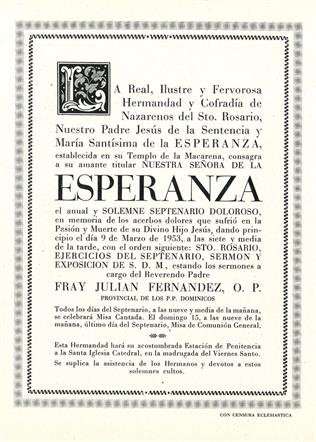 LA Real, Ilustre y Fervorosa
Hermandad y Cofradía de
Nazarenos del Sto. Rosario,
Nuestro Padre Jesús de la Sentencia y
María Santísima de la ESPERANZA,
establecida en su Templo de la Macarena, consagra
a su amante titular NUESTRA SEÑORA DE LA
ESPERANZA
el anual y SOLEMNE SEPTENARIO DOLOROSO,
en memoria de los acerbos dolores que sufrió en la
Pasión y Muerte de su Divino Hijo Jesús, dando prin-
cipio el día 9 de Marzo de 1953, a las siete y media
de la tarde, con el orden siguiente: STO. ROSARIO,
EJERCICIOS DEL SEPTENARIO, SERMON Y
EXPOSICION DE S. D. M., estando los sermones a
cargo del Reverendo Padre
FRAY JULIAN FERNANDEZ, O. P.
PROVINCIAL DE LOS P.P. DOMINICOS
Todos los días del Septenario, a las nueve y media de la mañana,
se celebrará Misa Cantada. El domingo 15, a las nueve de la
mañana, último día del Septenario, Misa de Comunión General.
Esta Hermandad hará su acostumbrada Estación de Penitencia
a la Santa Iglesia Catedral, en la madrugada del Viernes Santo.
Se suplica la asistencia de los Hermanos y devotos a estos
solemnes cultos.
CON CENSURA ECLESIASTICA